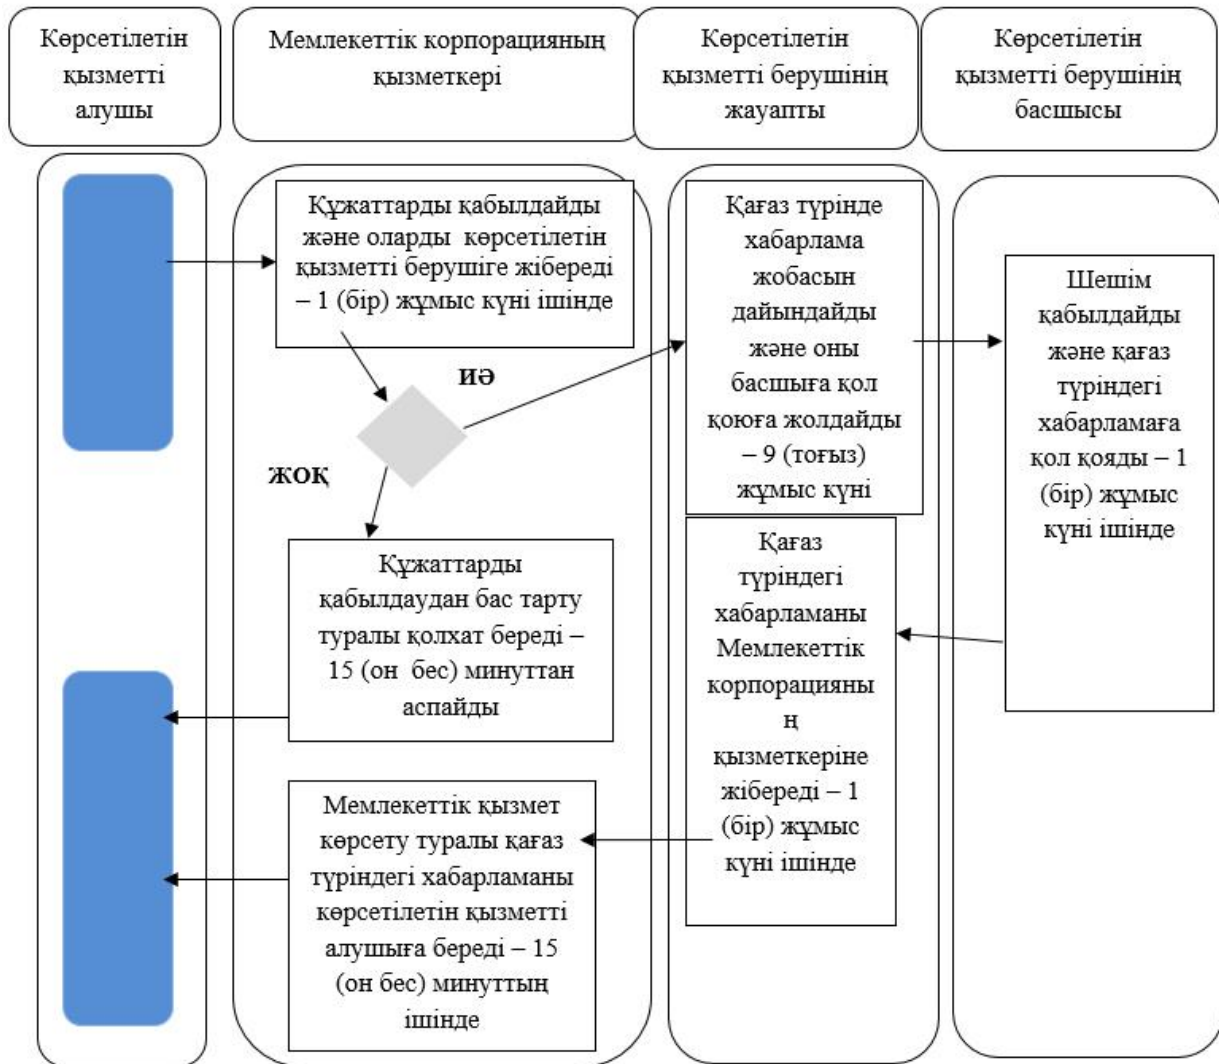 Көрсетілетін
қызметті
алушы
Мемлекеттік корпорацияның
қызметкері
Көрсетілетін
қызметті берушінің
жауапты
Көрсетілетін
қызметті берушінің
басшысы
Құжаттарды қабылдайды
және оларды көрсетілетін
қызметті берушіге жібереді
– 1 (бір) жұмыс күні ішінде
ИӘ
ЖОҚ
Құжаттарды
қабылдаудан бас тарту
туралы қолхат береді –
15 (он бес) минуттан
аспайды
Мемлекеттік қызмет
көрсету туралы қағаз
түріндегі хабарламаны
көрсетілетін қызметті
алушыға береді – 15
(он бес) минуттың
ішінде
Қағаз түрінде
хабарлама
жобасын
дайындайды
және оны
басшыға қол
қоюға жолдайды
– 9 (тоғыз)
жұмыс күні
Қағаз
түріндегі
хабарламаны
Мемлекеттік
корпорацияны
ң
қызметкеріне
жібереді – 1
(бір) жұмыс
күні ішінде
Шешім
қабылдайды
және қағаз
түріндегі
хабарламаға
қол қояды – 1
(бір) жұмыс
күні ішінде